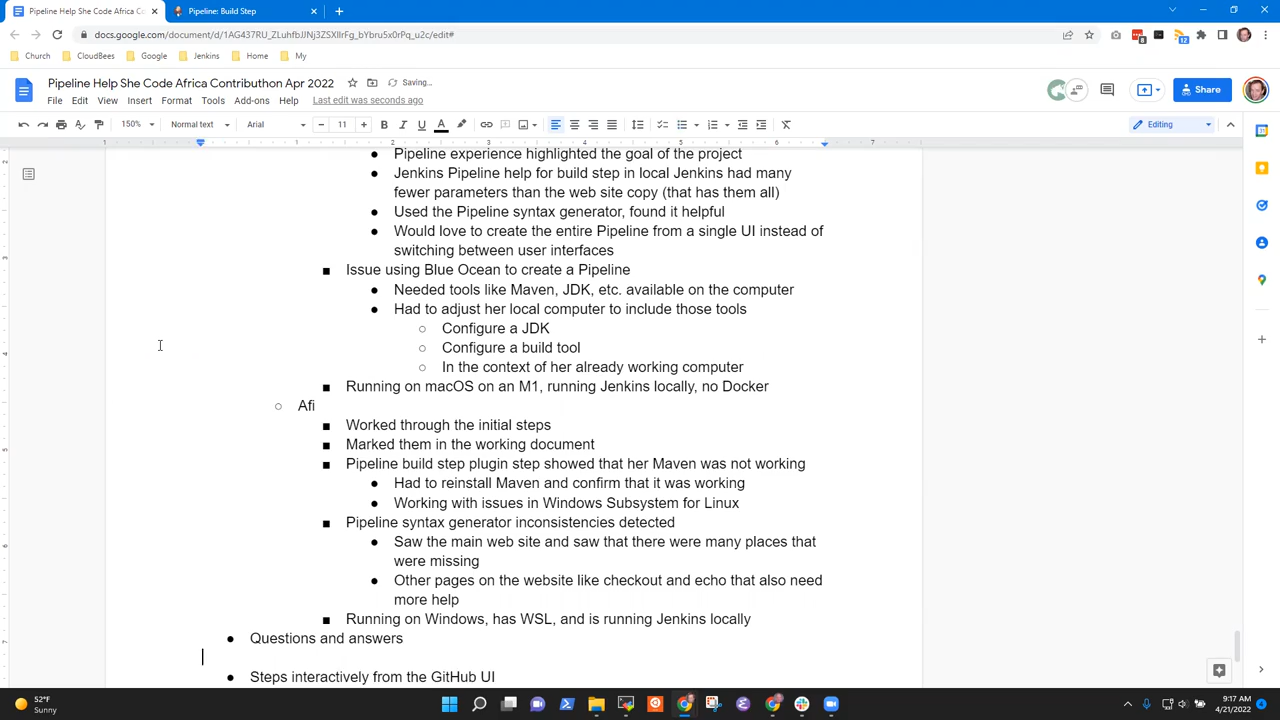 Pipeline Help She Code Africa Co
Pipeline: Build Step
docs.google.com/document/d/1AG437RU_ZLuhfbJJNj3ZSXIIrFg_bYbru5x0rPq_u2c/edit#
Church
CloudBees
Google
Jenkins
Home
My
Pipeline Help She Code Africa Contributhon Apr 2022
Saving...
File Edit View Insert Format Tools Add-ons Help Last edit was seconds ago
Share
150% Normal text Arial 11 Editing
Pipeline experience highlighted the goal of the project
Jenkins Pipeline help for build step in local Jenkins had many
fewer parameters than the web site copy (that has them all)
Used the Pipeline syntax generator, found it helpful
Would love to create the entire Pipeline from a single UI instead of
switching between user interfaces
Issue using Blue Ocean to create a Pipeline
Needed tools like Maven, JDK, etc. available on the computer
Had to adjust her local computer to include those tools
Configure a JDK
Configure a build tool
In the context of her already working computer
Running on macOS on an M1, running Jenkins locally, no Docker
Afi
Worked through the initial steps
Marked them in the working document
Pipeline build step plugin step showed that her Maven was not working
Had to reinstall Maven and confirm that it was working
Working with issues in Windows Subsystem for Linux
Pipeline syntax generator inconsistencies detected
Saw the main web site and saw that there were many places that
were missing
Other pages on the website like checkout and echo that also need
more help
Running on Windows, has WSL, and is running Jenkins locally
Questions and answers
Steps interactively from the GitHub UI
52°F
Sunny
9:17 AM
4/21/2022